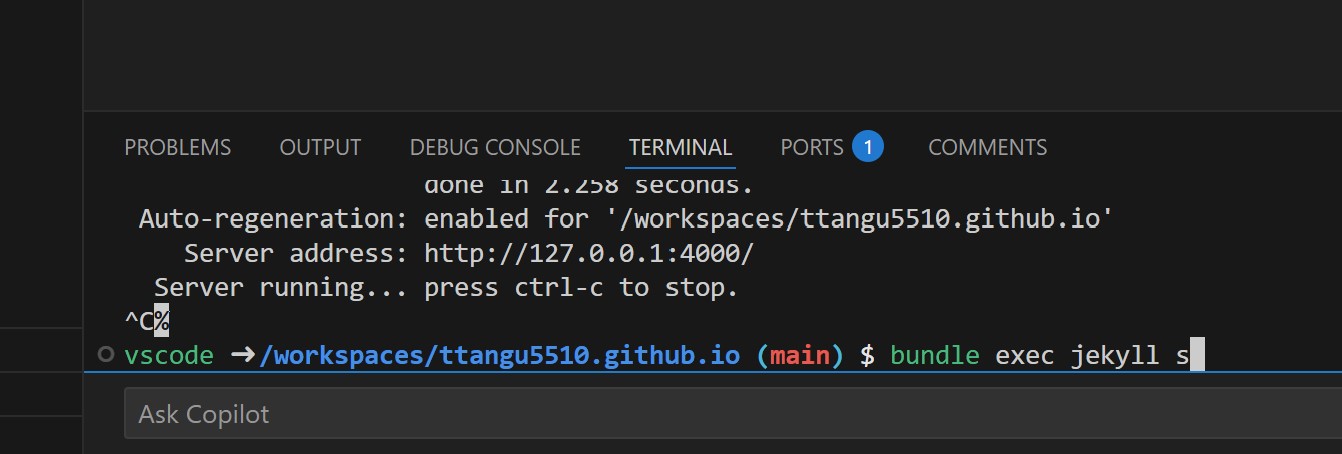 PROBLEMS OUTPUT DEBUG CONSOLE TERMINAL PORTS 1 COMMENTS
done in 2.258 seconds.
Auto-regeneration: enabled for '/workspaces/ttangu5510.github.io'
Server address: http://127.0.0.1:4000/
Server running... press ctrl-c to stop.
^C%
vscode ➜ /workspaces/ttangu5510.github.io (main) $ bundle exec jekyll s
Ask Copilot